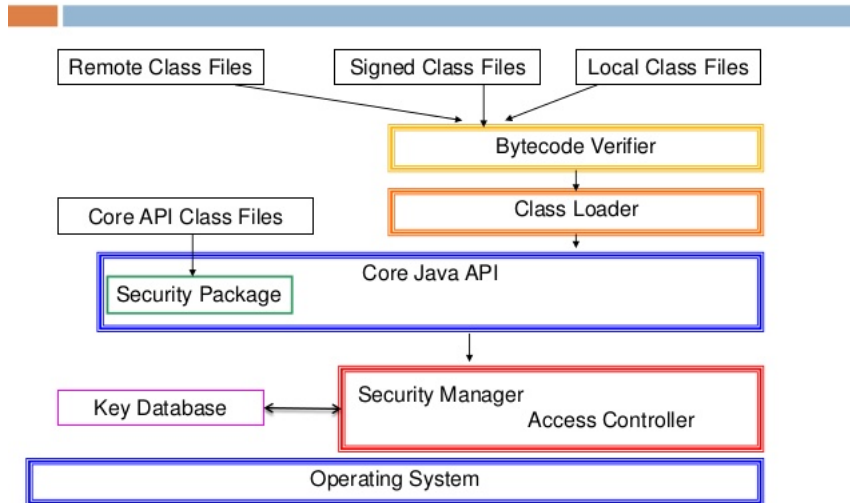 Remote Class Files
Signed Class Files
Local Class Files
Bytecode Verifier
Class Loader
Core API Class Files
Core Java API
Security Package
Security Manager
Access Controller
Key Database
Operating System